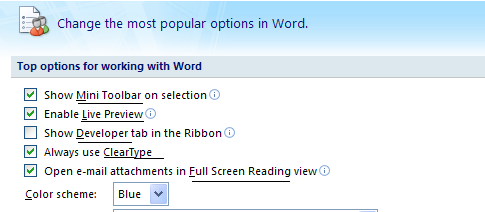 Change the most popular options in Word.
Top options for working with Word
Show Mini Toolbar on selection
Enable Live Preview
Show Developer tab in the Ribbon
Always use ClearType
Open e-mail attachments in Full Screen Reading view
Color scheme: Blue